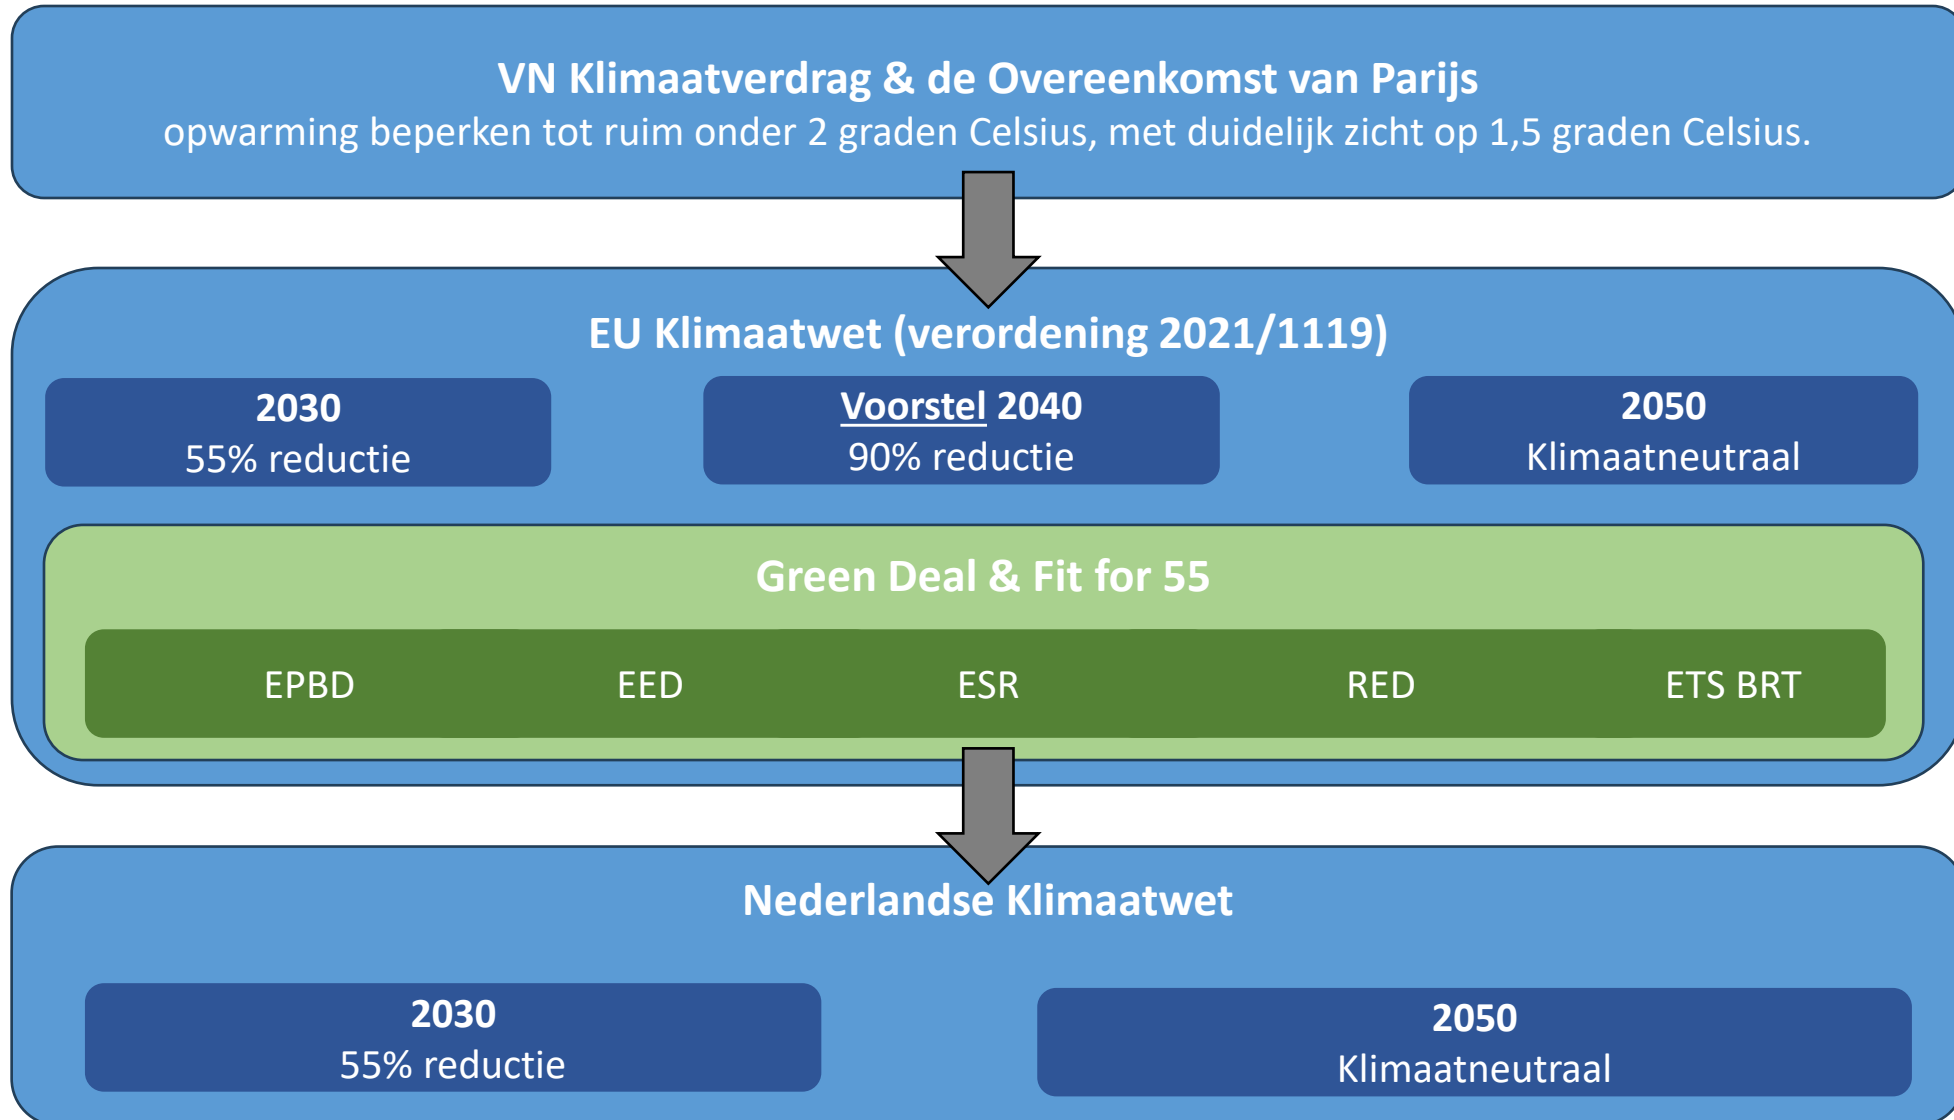 VN Klimaatverdrag & de Overeenkomst van Parijs
opwarming beperken tot ruim onder 2 graden Celsius, met duidelijk zicht op 1,5 graden Celsius.
EU Klimaatwet (verordening 2021/1119)
2030
55% reductie
Voorstel 2040
90% reductie
2050
Klimaatneutraal
Green Deal & Fit for 55
EPBD
EED
ESR
RED
ETS BRT
Nederlandse Klimaatwet
2030
55% reductie
2050
Klimaatneutraal